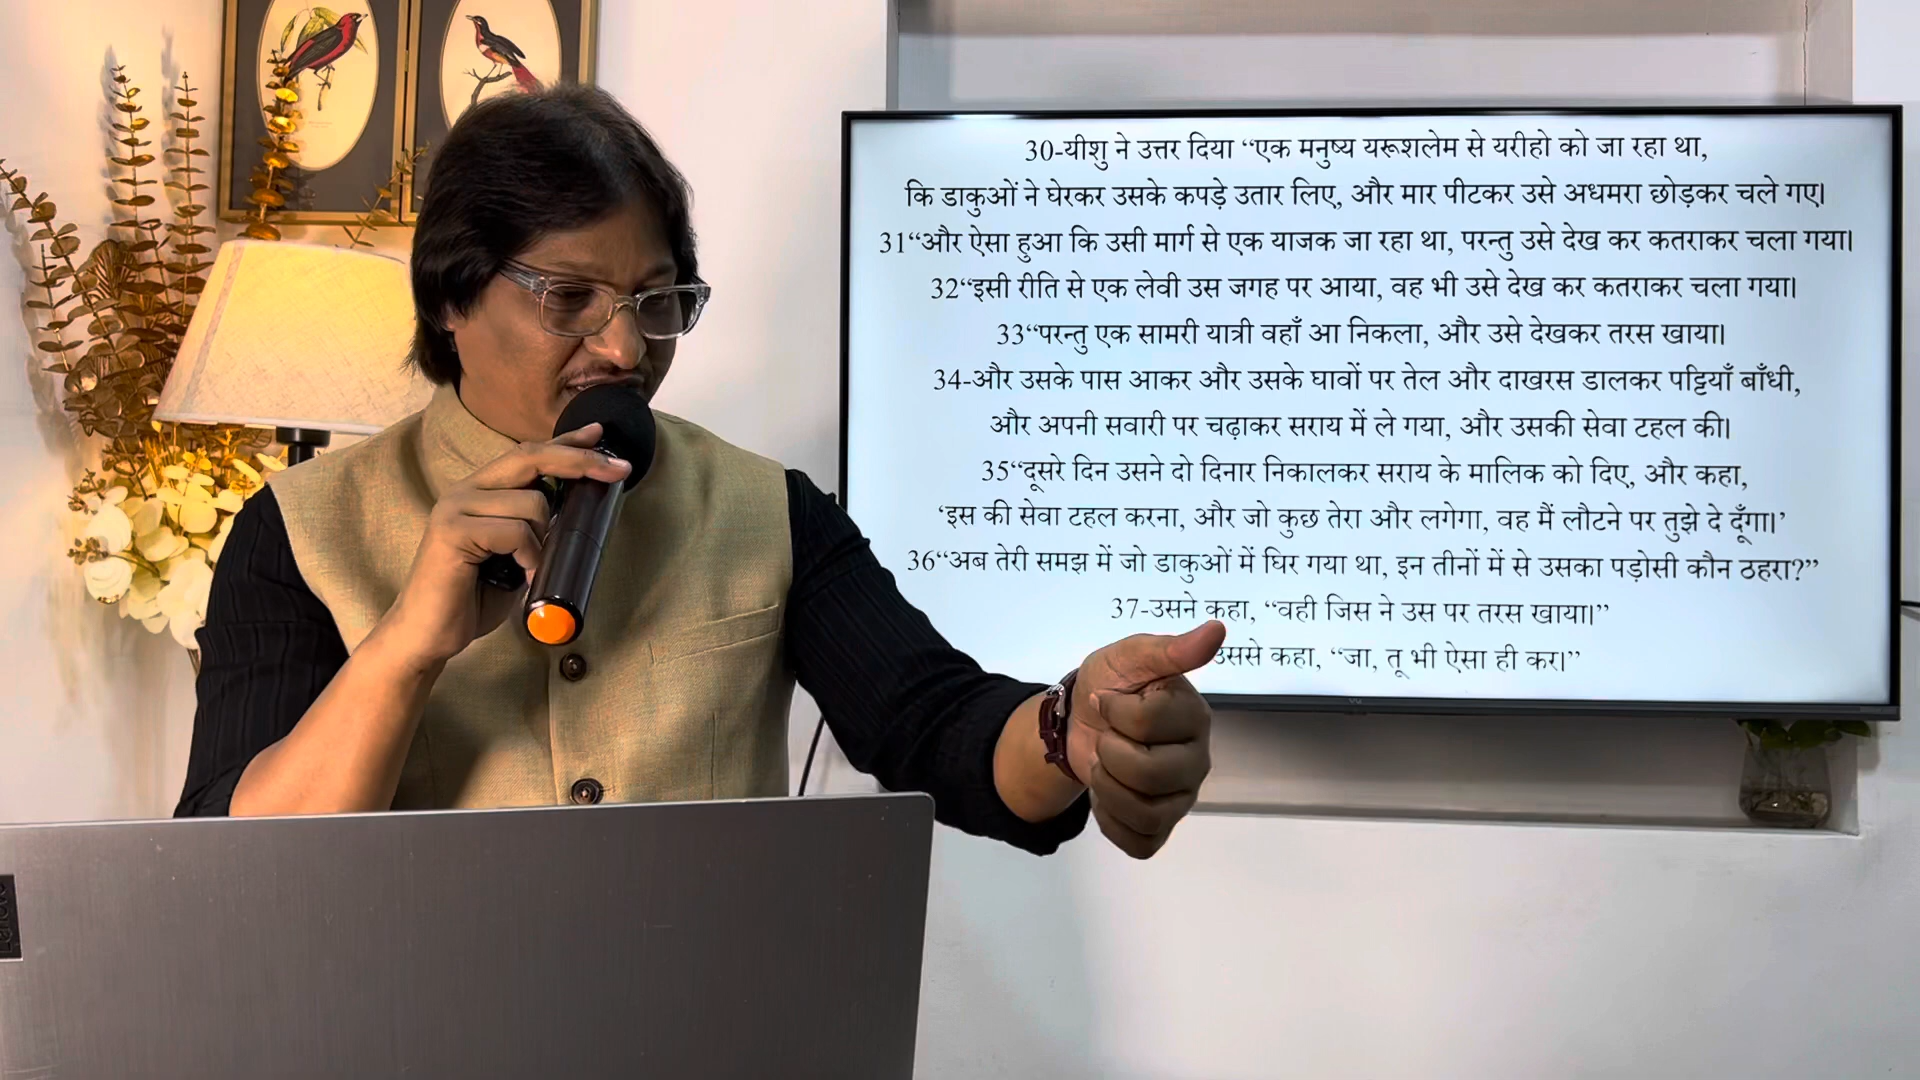 30-यीशु ने उत्तर दिया “एक मनुष्य यरूशलेम से यरीहो को जा रहा था,
कि डाकुओं ने घेरकर उसके कपड़े उतार लिए, और मार पीटकर उसे अधमरा छोड़कर चले गए।
31“और ऐसा हुआ कि उसी मार्ग से एक याजक जा रहा था, परन्तु उसे देख कर कतराकर चला गया।
32“इसी रीति से एक लेवी उस जगह पर आया, वह भी उसे देख कर कतराकर चला गया।
33“परन्तु एक सामरी यात्री वहाँ आ निकला, और उसे देखकर तरस खाया।
34-और उसके पास आकर और उसके घावों पर तेल और दाखरस डालकर पट्टियाँ बाँधी,
और अपनी सवारी पर चढ़ाकर सराय में ले गया, और उसकी सेवा टहल की।
35“दूसरे दिन उसने दो दिनार निकालकर सराय के मालिक को दिए, और कहा,
‘इस की सेवा टहल करना, और जो कुछ तेरा और लगेगा, वह मैं लौटने पर तुझे दे दूँगा।’
36“अब तेरी समझ में जो डाकुओं में घिर गया था, इन तीनों में से उसका पड़ोसी कौन ठहरा?”
37-उसने कहा, “वही जिस ने उस पर तरस खाया।”
उससे कहा, “जा, तू भी ऐसा ही कर।”
Lenovo